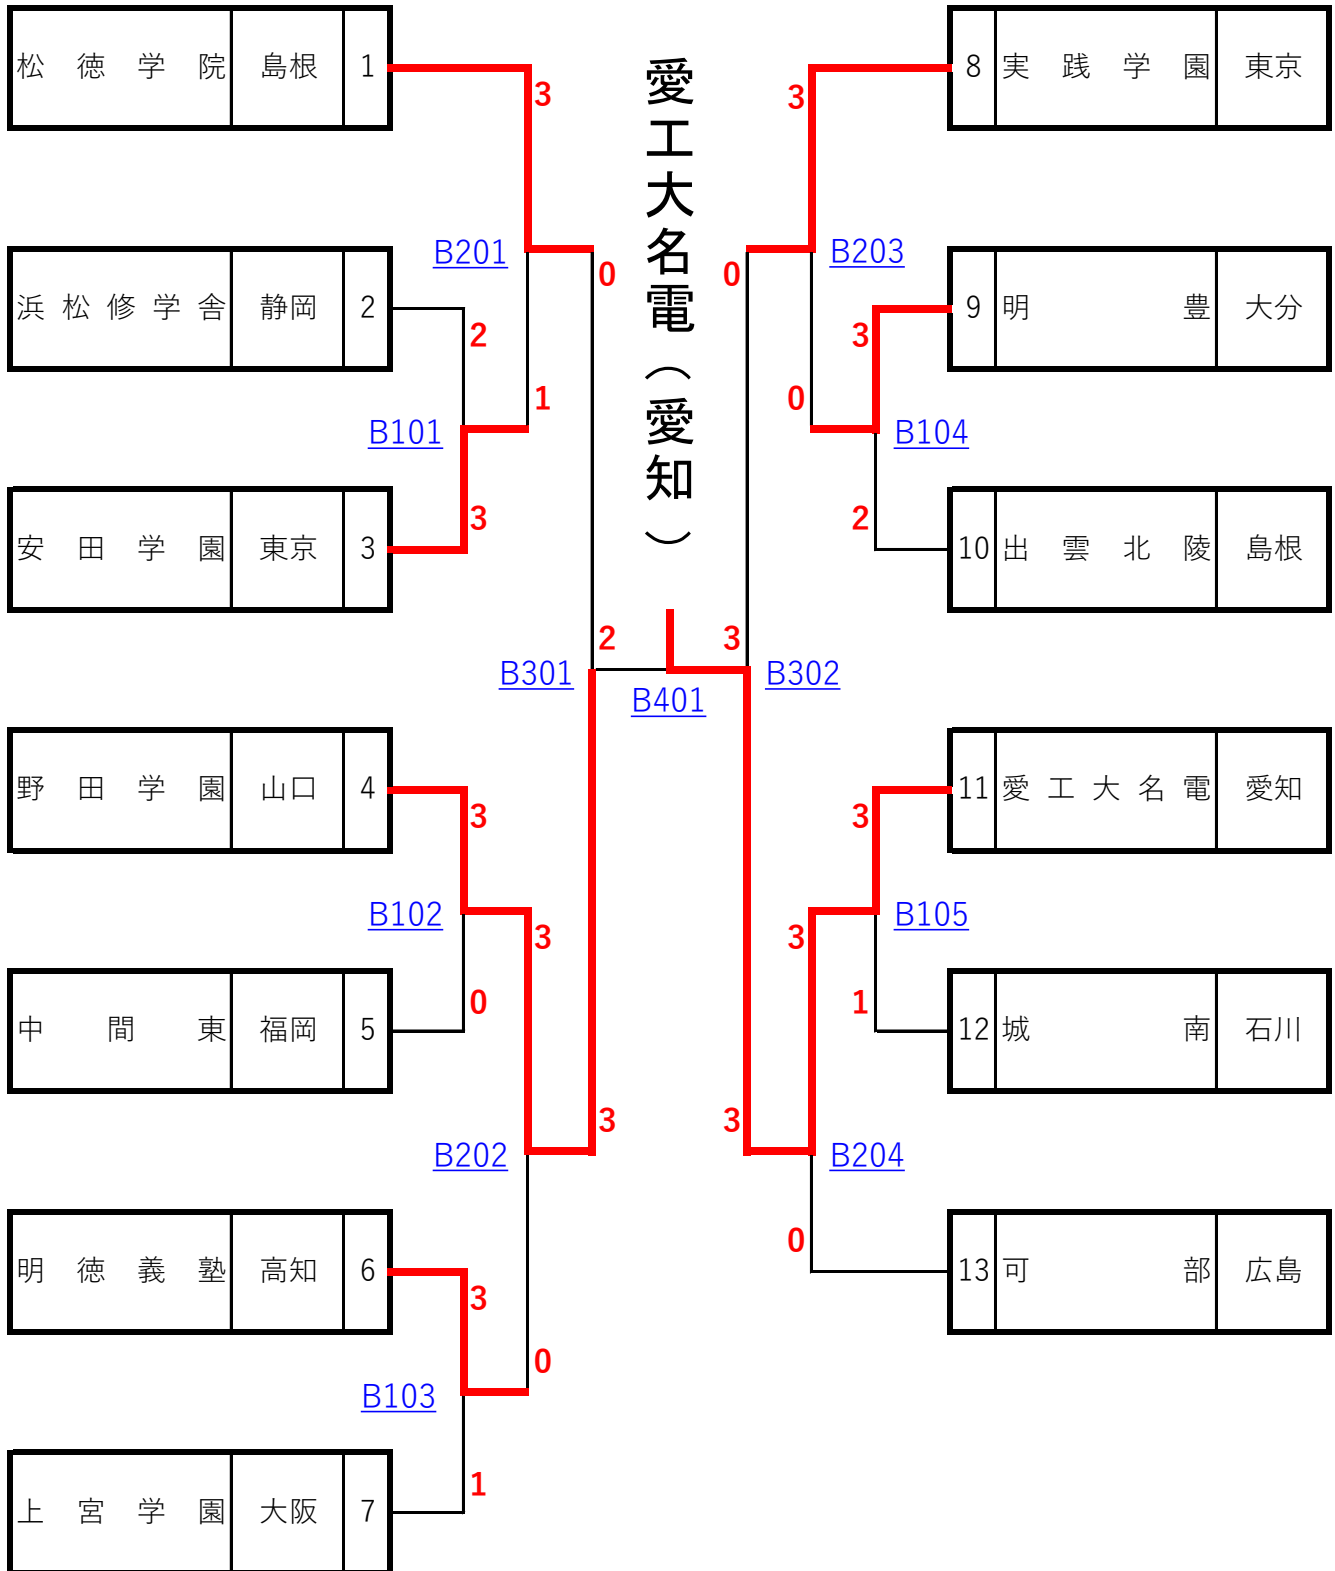 松徳学院 島根 1
浜松修学舎 静岡 2
安田学園 東京 3
野田学園 山口 4
中間東 福岡 5
明徳義塾 高知 6
上宮学園 大阪 7
3
B201
0
2
1
B101
3
2
B301
3
B102
3
0
3
B202
3
0
B103
1
愛工大名電（愛知）
B401
8 実践学園 東京
9 明豊 大分
10 出雲北陵 島根
11 愛工大名電 愛知
12 城南 石川
13 可部 広島
3
B203
0
3
0
B104
2
3
B302
3
B105
3
1
3
B204
0